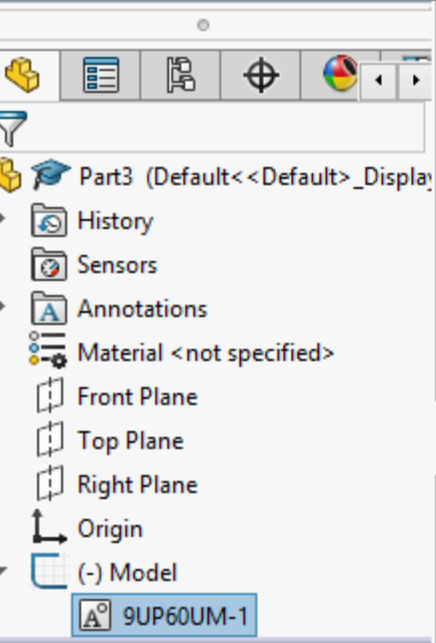 Part3 (Default<<Default>_Display
History
Sensors
Annotations
Material <not specified>
Front Plane
Top Plane
Right Plane
Origin
(-) Model
9UP60UM-1